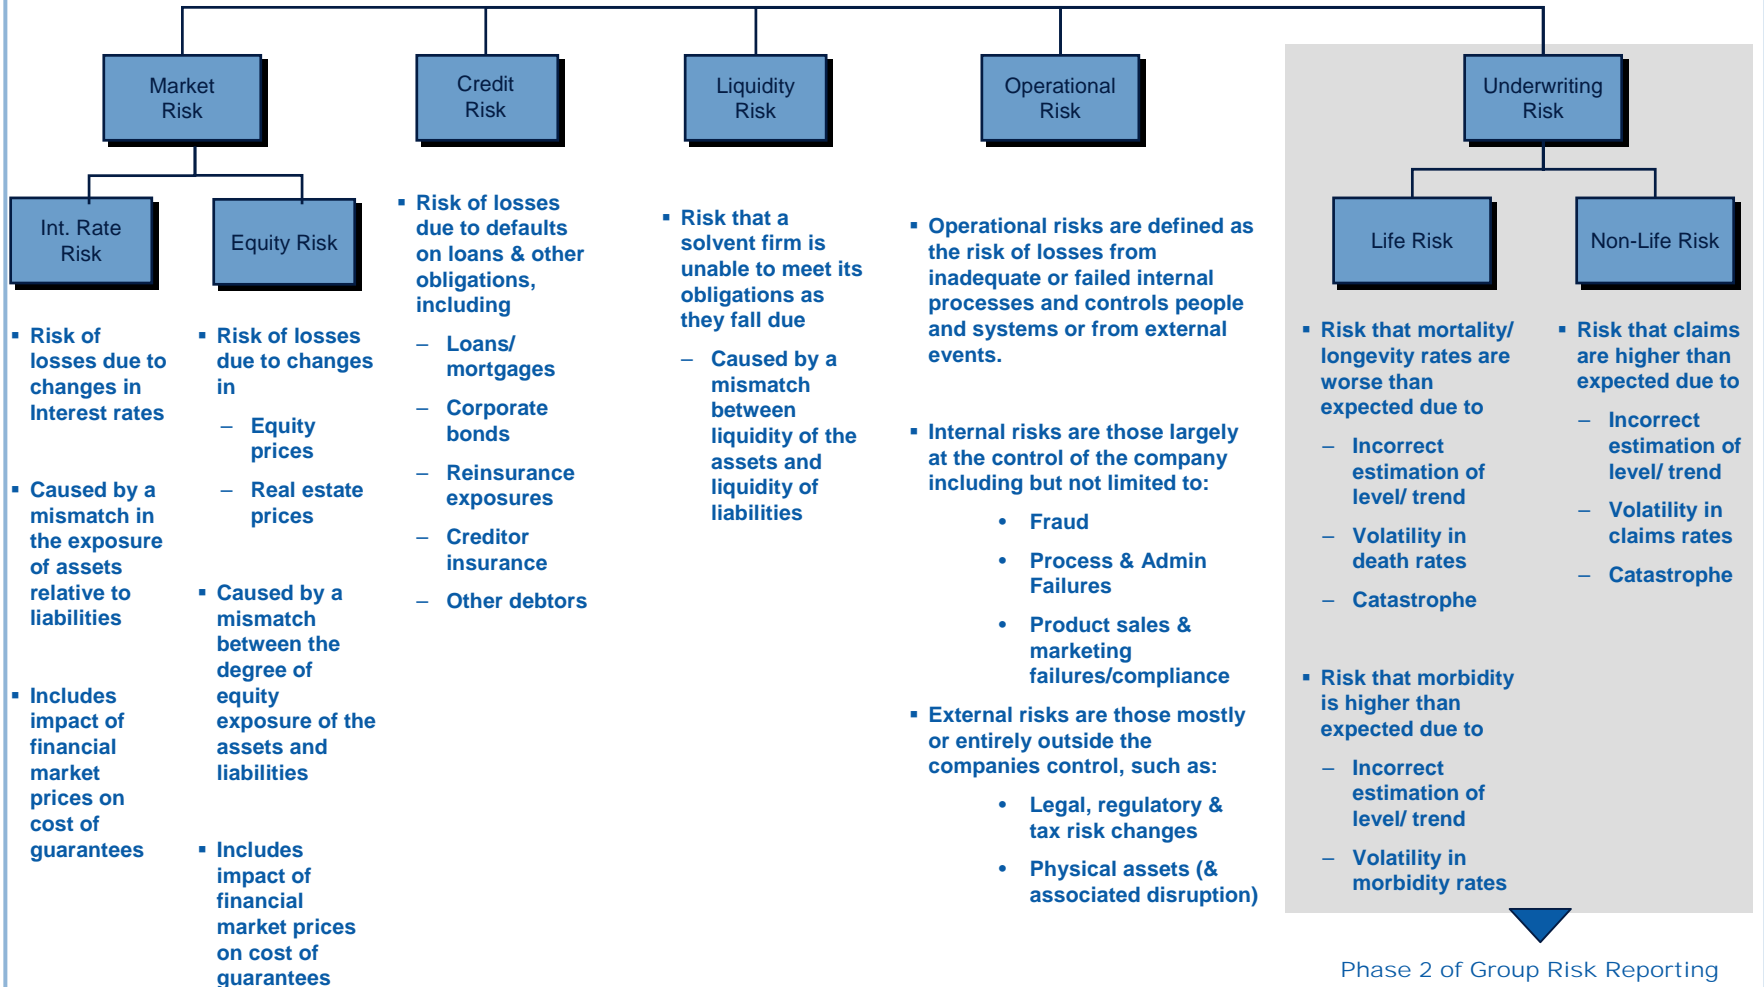 Market
Risk
Credit
Risk
Liquidity
Risk
Operational
Risk
Underwriting
Risk
Int. Rate
Risk
Equity Risk
Life Risk
Non-Life Risk
▪ Risk of
losses due to
changes in
Interest rates
▪ Caused by a
mismatch in
the exposure
of assets
relative to
liabilities
▪ Includes
impact of
financial
market
prices on
cost of
guarantees
▪ Risk of losses
due to changes
in
– Equity
prices
– Real estate
prices
▪ Caused by a
mismatch
between the
degree of
equity
exposure of the
assets and
liabilities
▪ Includes
impact of
financial
market prices
on cost of
guarantees
▪ Risk of losses
due to defaults
on loans & other
obligations,
including
– Loans/
mortgages
– Corporate
bonds
– Reinsurance
exposures
– Creditor
insurance
– Other debtors
▪ Risk that a
solvent firm is
unable to meet its
obligations as
they fall due
– Caused by a
mismatch
between
liquidity of the
assets and
liquidity of
liabilities
▪ Operational risks are defined as
the risk of losses from
inadequate or failed internal
processes and controls people
and systems or from external
events.
▪ Internal risks are those largely
at the control of the company
including but not limited to:
• Fraud
• Process & Admin
Failures
• Product sales &
marketing
failures/compliance
▪ External risks are those mostly
or entirely outside the
companies control, such as:
• Legal, regulatory &
tax risk changes
• Physical assets (&
associated disruption)
▪ Risk that mortality/
longevity rates are
worse than
expected due to
– Incorrect
estimation of
level/ trend
– Volatility in
death rates
– Catastrophe
▪ Risk that morbidity
is higher than
expected due to
– Incorrect
estimation of
level/ trend
– Volatility in
morbidity rates
▪ Risk that claims
are higher than
expected due to
– Incorrect
estimation of
level/ trend
– Volatility in
claims rates
– Catastrophe
Phase 2 of Group Risk Reporting